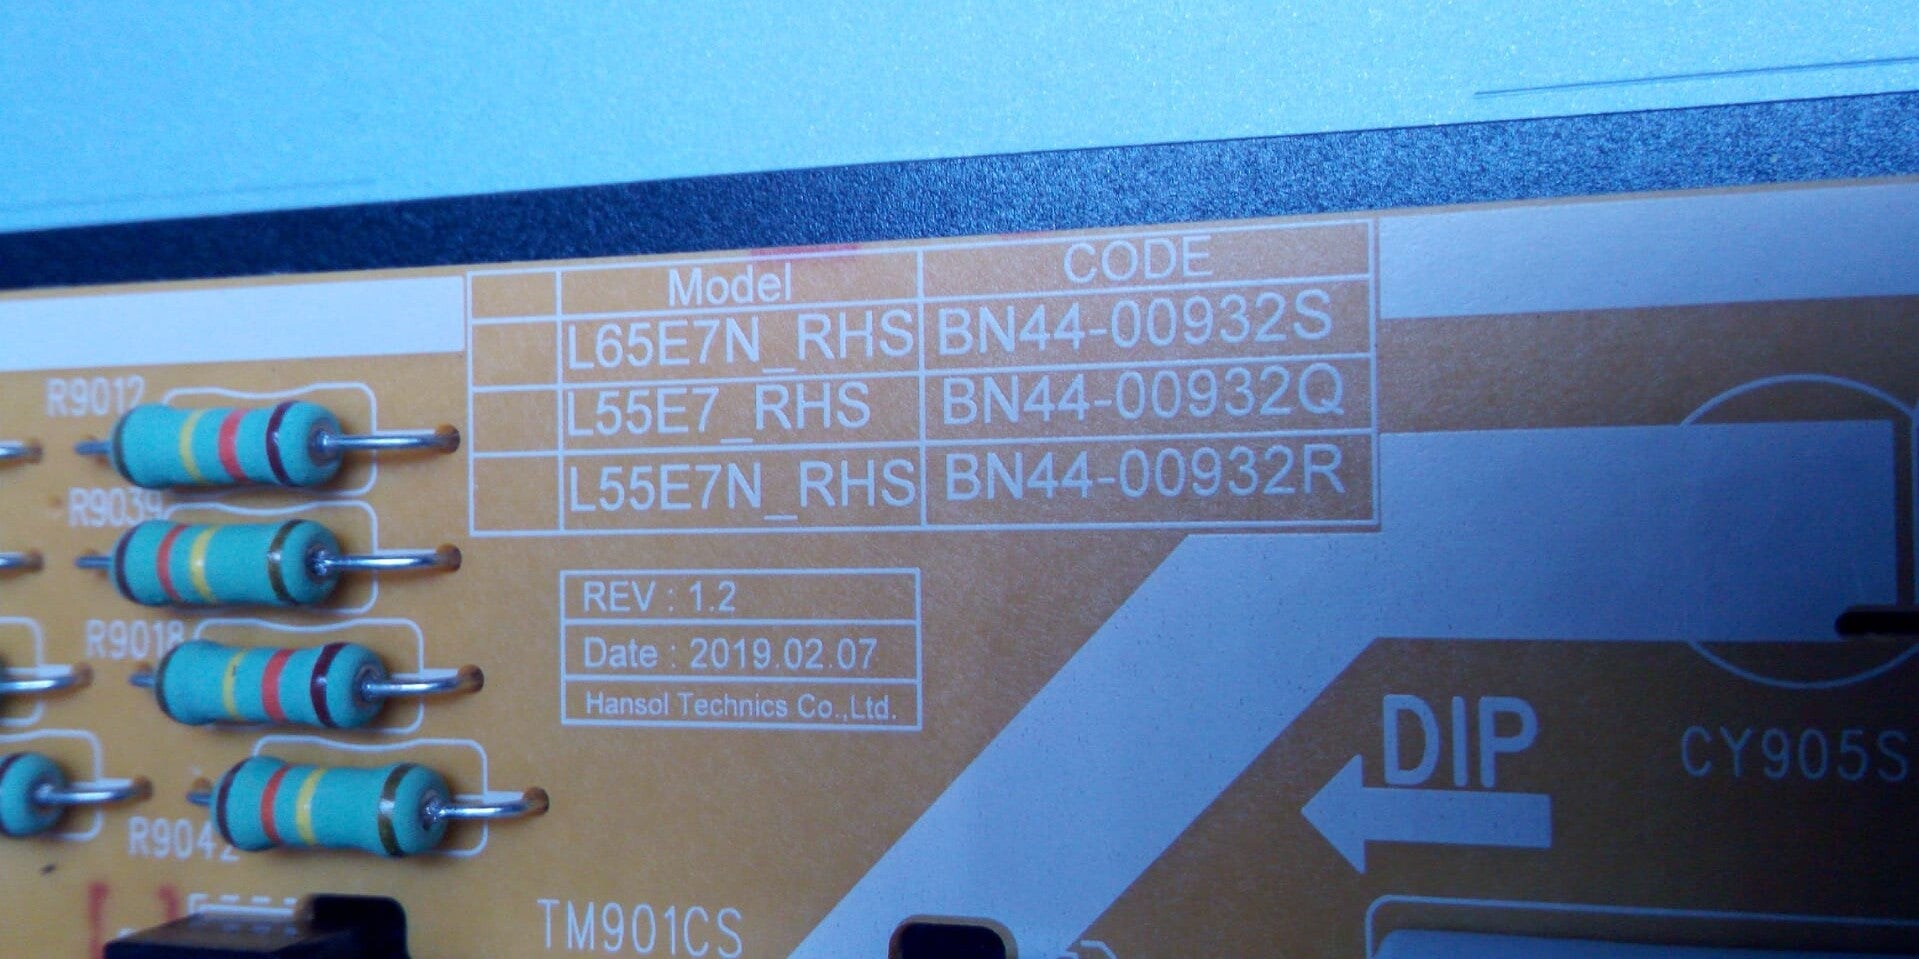 Model CODE
L65E7N_RHS BN44-00932S
L55E7_RHS BN44-00932Q
L55E7N_RHS BN44-00932R
R9012
R9039
REV : 1.2
R9018
Date : 2019.02.07
Hansol Technics Co.,Ltd.
DIP
CY905S
R9042
TM901CS